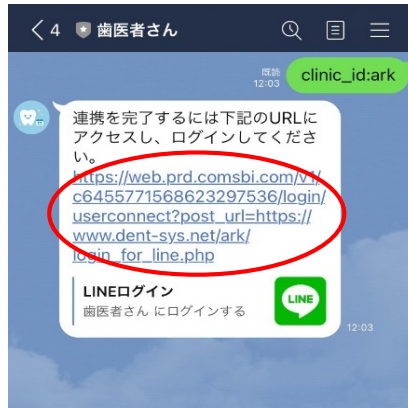 4 歯医者さん
既読
12:03
clinic_id:ark
連携を完了するには下記のURLに
アクセスし、ログインしてくださ
い。
https://web.prd.comsbi.com/v1/
c6455771568623297536/login/
userconnect?post_url=https://
www.dent-sys.net/ark/
login_for_line.php
LINEログイン
歯医者さん にログインする
LINE
12:03